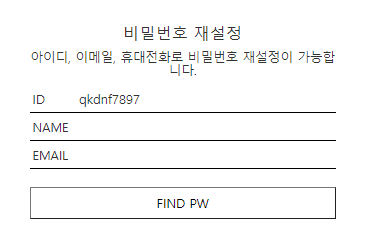 비밀번호 재설정
아이디, 이메일, 휴대전화로 비밀번호 재설정이 가능합
니다.
ID qkdnf7897
NAME
EMAIL
FIND PW